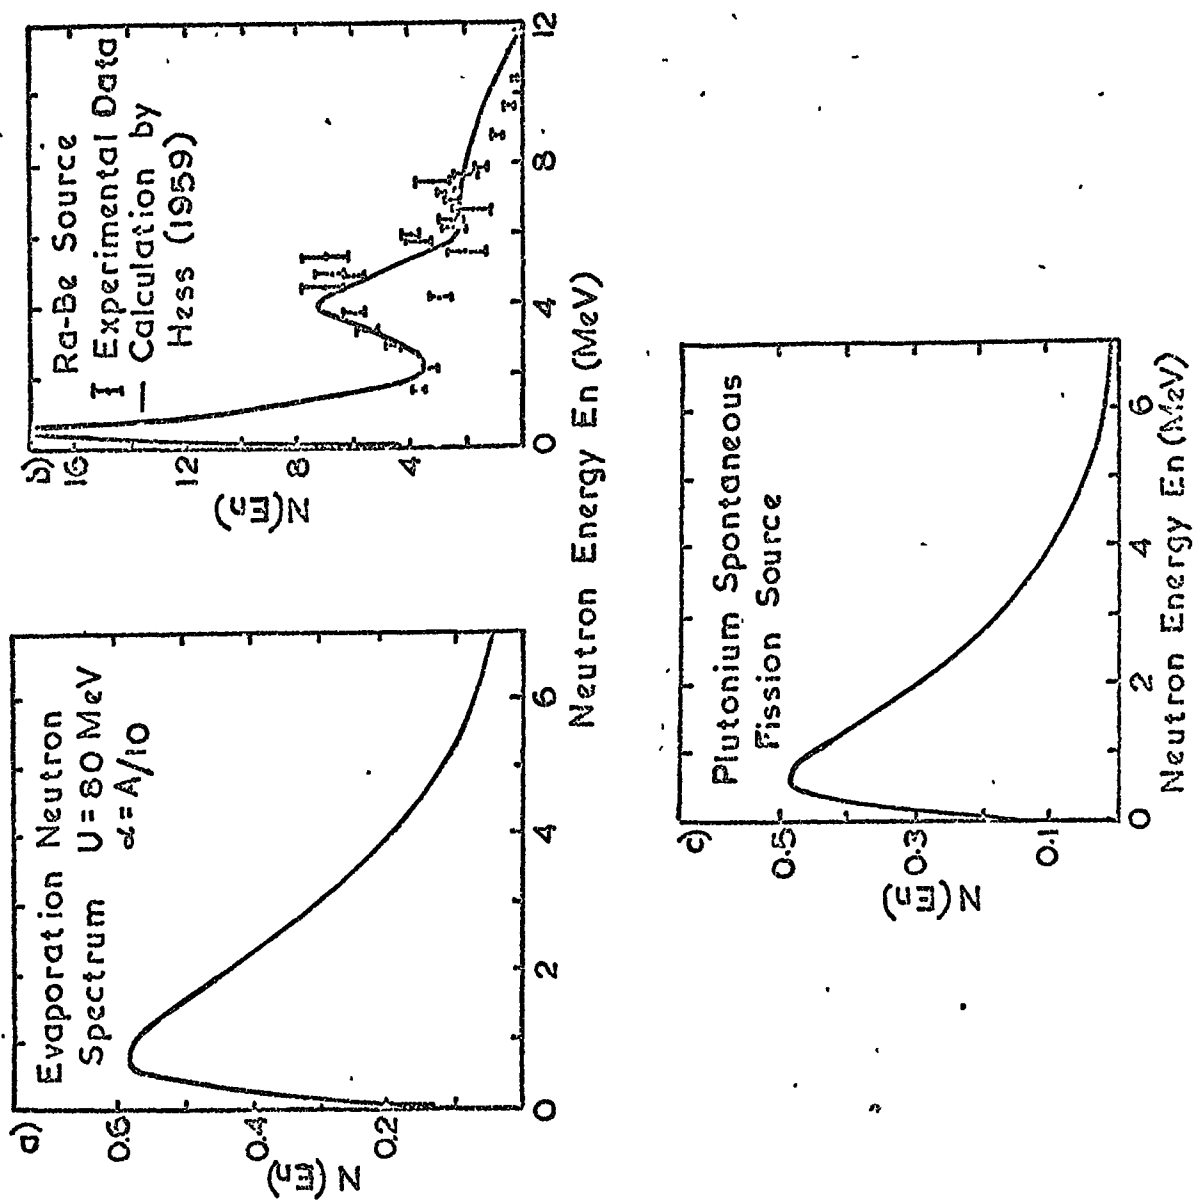 a)
Evaporation Neutron
Spectrum U = 80 MeV
α = A/10
0.6
0.4
0.2
N(En)
0
2
4
6
b)
Ra-Be Source
I Experimental Data
— Calculation by
Hess (1959)
16
12
8
4
N(En)
0
4
8
12
Neutron Energy En (MeV)
c)
Plutonium Spontaneous
Fission Source
0.5
0.3
0.1
N(En)
0
2
4
6
Neutron Energy En (MeV)